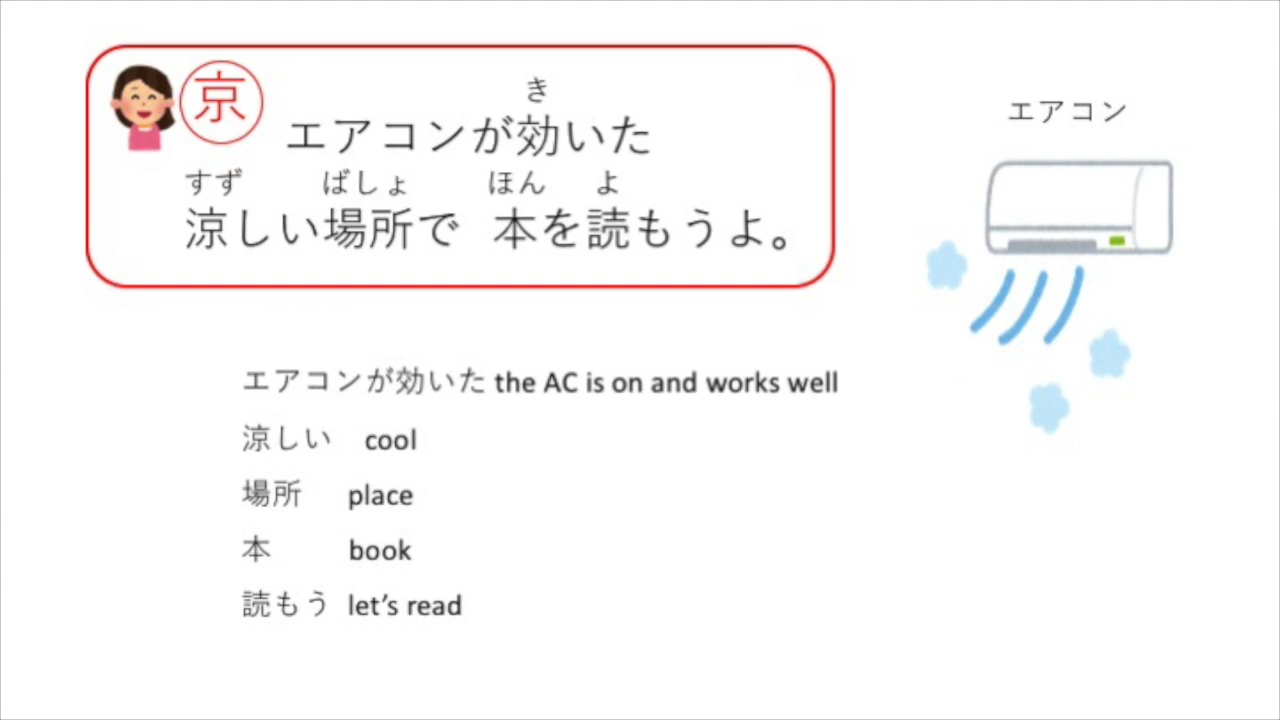 京
き
エアコンが効いた
すず ばしょ ほん よ
涼しい場所で 本を読もうよ。
エアコン
エアコンが効いた the AC is on and works well
涼しい cool
場所 place
本 book
読もう let's read